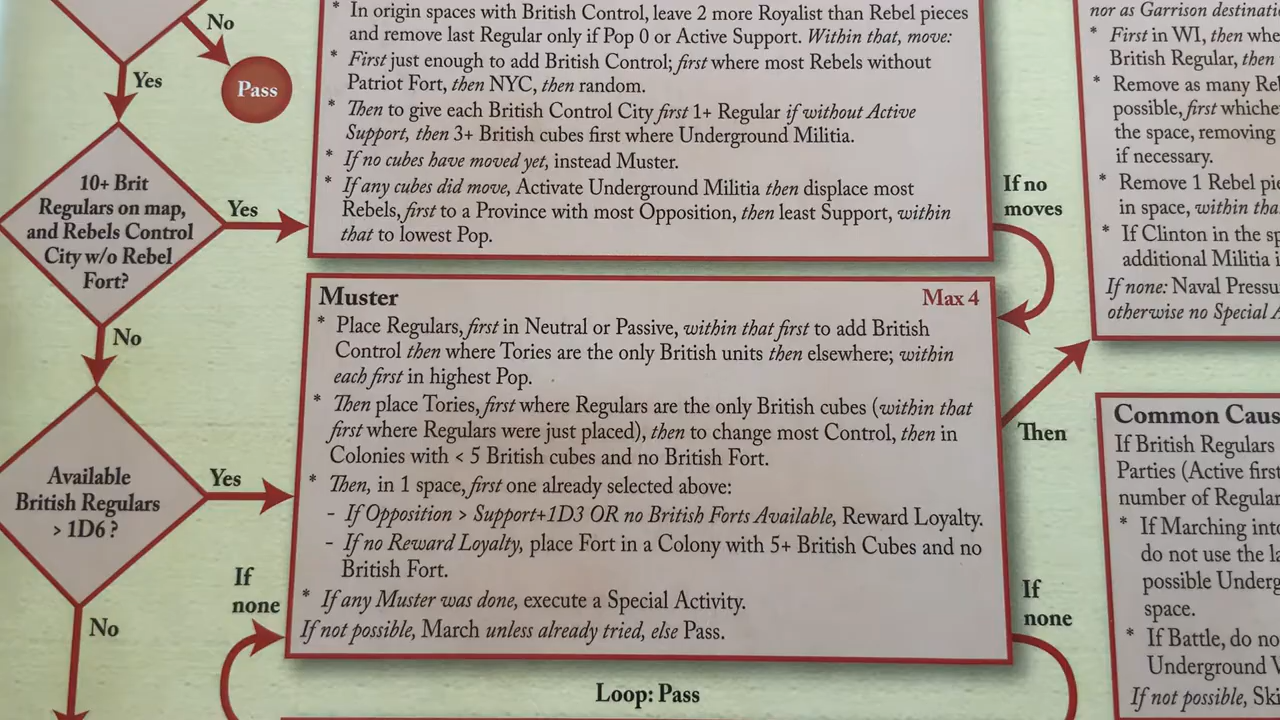 No
Yes
Pass
10+ Brit
Regulars on map,
and Rebels Control
City w/o Rebel
Fort?
Yes
No
Available
British Regulars
> 1D6 ?
Yes
No
* In origin spaces with British Control, leave 2 more Royalist than Rebel pieces
and remove last Regular only if Pop 0 or Active Support. Within that, move:
* First just enough to add British Control; first where most Rebels without
Patriot Fort, then NYC, then random.
* Then to give each British Control City first 1+ Regular if without Active
Support, then 3+ British cubes first where Underground Militia.
* If no cubes have moved yet, instead Muster.
* If any cubes did move, Activate Underground Militia then displace most
Rebels, first to a Province with most Opposition, then least Support, within
that to lowest Pop.
If no
moves
Muster Max 4
* Place Regulars, first in Neutral or Passive, within that first to add British
Control then where Tories are the only British units then elsewhere; within
each first in highest Pop.
* Then place Tories, first where Regulars are the only British cubes (within that
first where Regulars were just placed), then to change most Control, then in
Colonies with < 5 British cubes and no British Fort.
* Then, in 1 space, first one already selected above:
- If Opposition > Support+1D3 OR no British Forts Available, Reward Loyalty.
- If no Reward Loyalty, place Fort in a Colony with 5+ British Cubes and no
British Fort.
* If any Muster was done, execute a Special Activity.
If not possible, March unless already tried, else Pass.
If
none
Then
If
none
Loop: Pass
nor as Garrison
* First in WI, then
British Regular, then
* Remove as many
possible, first
the space, removing
if necessary.
* Remove 1 Rebel
in space, within
* If Clinton in the
additional Militia
If none: Naval
otherwise no Special
Common
If British Regulars
Parties (Active first
number of
* If Marching
do not use the
possible
space.
* If Battle, do
Underground
If not possible,